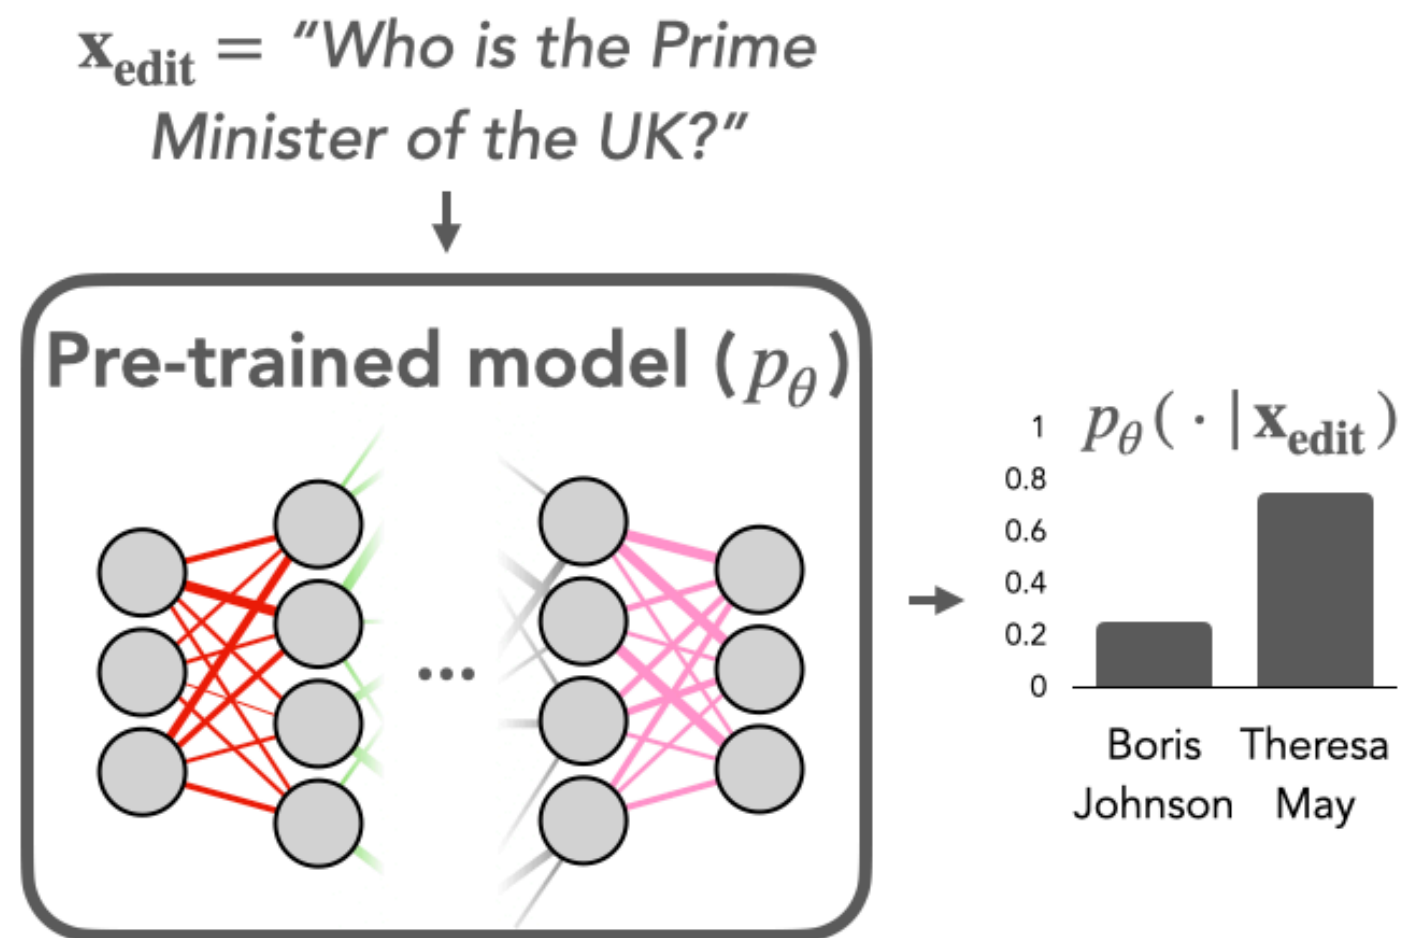 x_edit = "Who is the Prime
Minister of the UK?"
Pre-trained model (p_θ)
...
p_θ( · | x_edit )
1
0.8
0.6
0.4
0.2
0
Boris Theresa
Johnson May